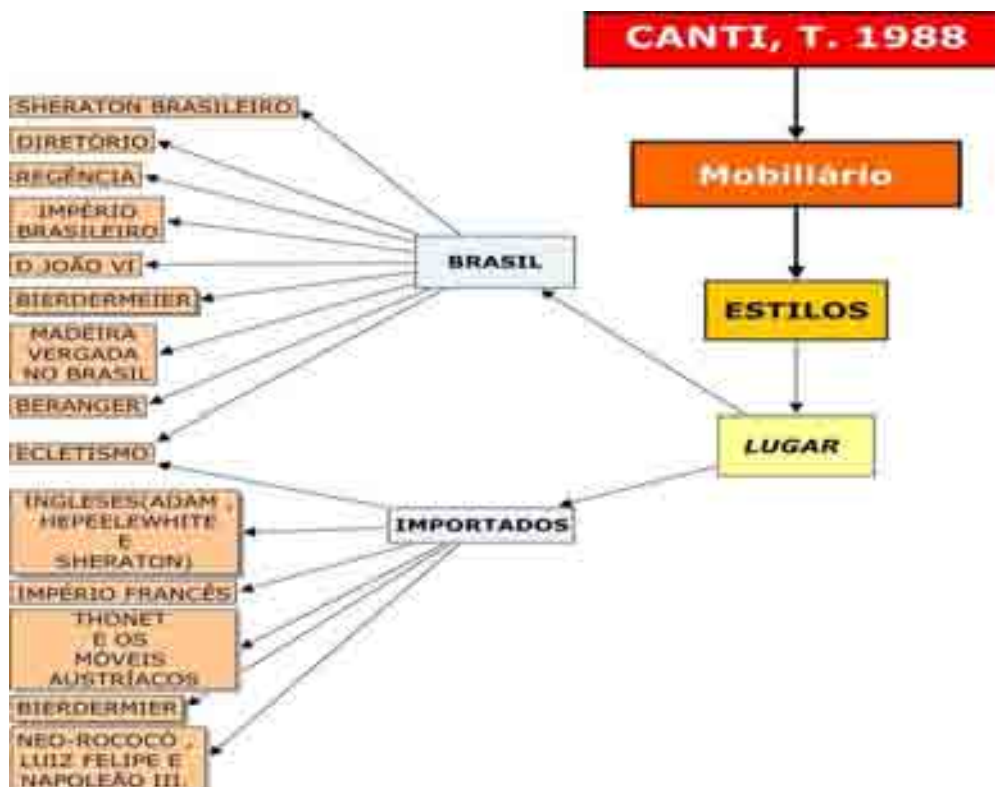 CANTI, T. 1988
Mobiliário
ESTILOS
LUGAR
BRASIL
SHERATON BRASILEIRO
DIRETÓRIO
REGÊNCIA
IMPÉRIO
BRASILEIRO
D.JOÃO VI
BIERDERMEIER
MADEIRA
VERGADA
NO BRASIL
BERANGER
ECLETISMO
IMPORTADOS
INGLESES(ADAM ,
HEPEELEWHITE
E
SHERATON)
IMPÉRIO FRANCÊS
THONET
E OS
MÓVEIS
AUSTRÍACOS
BIERDERMIER
NEO-ROCOCÓ ,
LUIZ FELIPE E
NAPOLEÃO III.